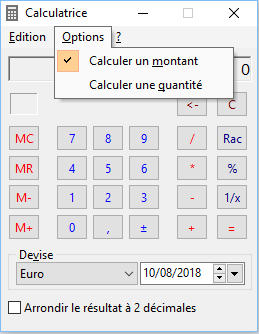 Calculatrice
Edition Options ?
Calculer un montant
0
Calculer une quantité
<- C
MC 7 8 9 / Rac
MR 4 5 6 * %
M- 1 2 3 - 1/x
M+ 0 , ± + =
Devise
Euro 10/08/2018
Arrondir le résultat à 2 décimales